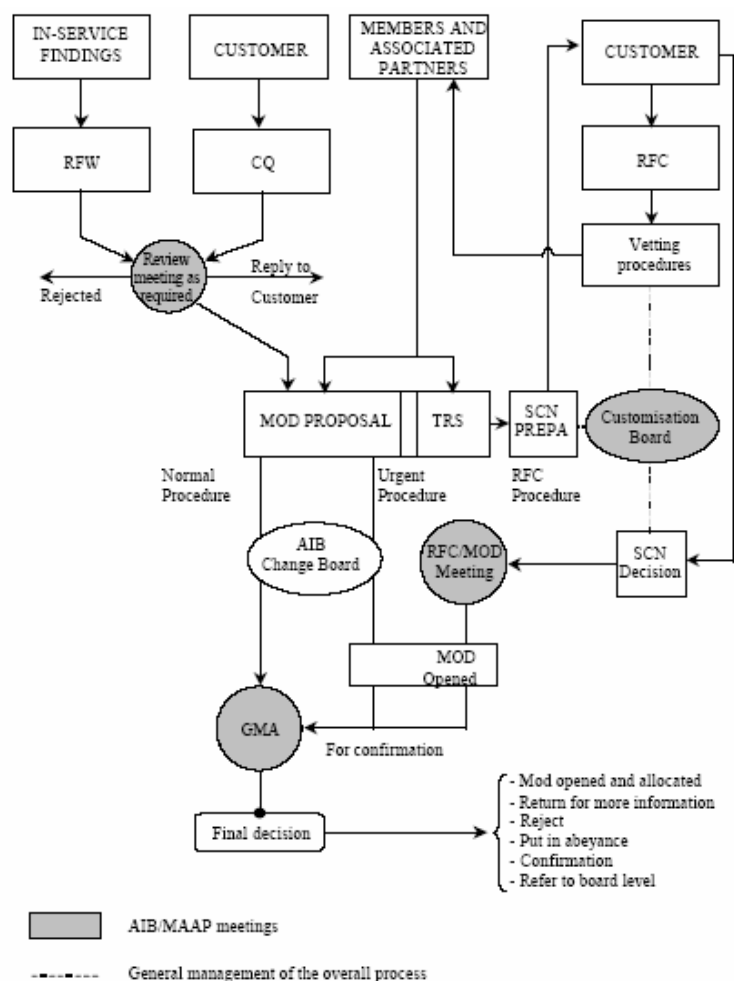 IN-SERVICE
FINDINGS
CUSTOMER
MEMBERS AND
ASSOCIATED
PARTNERS
CUSTOMER
RFW
CQ
RFC
Vetting
procedures
Review
meeting as
required
Rejected
Reply to
Customer
MOD PROPOSAL
TRS
SCN
PREPA
Customisation
Board
Normal
Procedure
Urgent
Procedure
RFC
Procedure
AIB
Change Board
RFC/MOD
Meeting
SCN
Decision
MOD
Opened
GMA
For confirmation
Final decision
- Mod opened and allocated
- Return for more information
- Reject
- Put in abeyance
- Confirmation
- Refer to board level
AIB/MAAP meetings
General management of the overall process